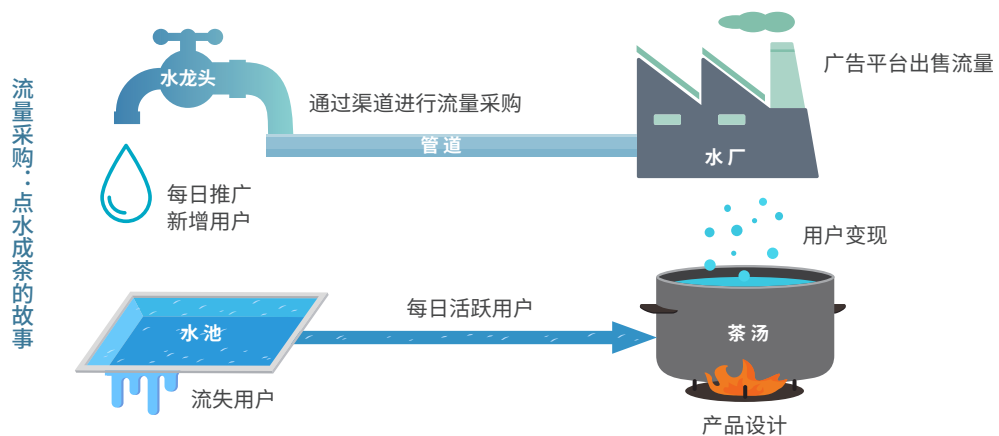 流量采购：点水成茶的故事
水龙头
通过渠道进行流量采购
管道
广告平台出售流量
水厂
每日推广
新增用户
用户变现
每日活跃用户
水池
茶汤
流失用户
产品设计